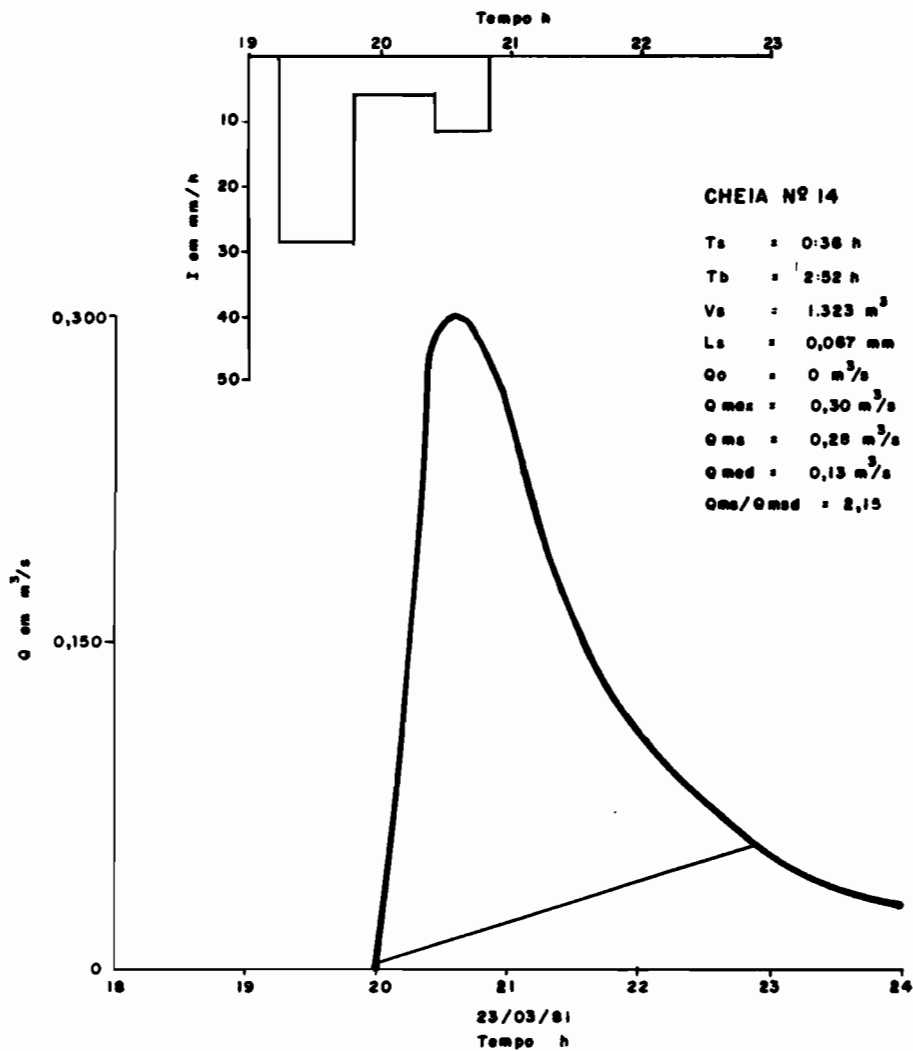 Tempo h
19 20 21 22 23
10
20
30
40
50
I em mm/h
CHEIA Nº 14
Ts = 0:36 h
Tb = 2:52 h
Vs = 1.323 m³
Ls = 0,067 mm
Qo = 0 m³/s
Q max = 0,30 m³/s
Q ms = 0,28 m³/s
Q med = 0,13 m³/s
Qms/Qmed = 2,15
0,300
0,150
0
Q em m³/s
18 19 20 21 22 23 24
23/03/81
Tempo h